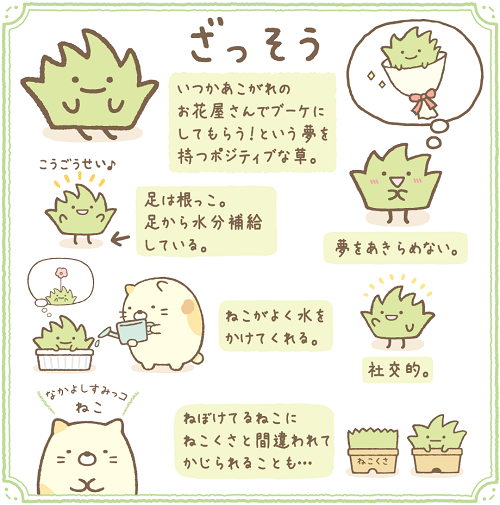 ざっそう
いつかあこがれの
お花屋さんでブーケに
してもらう!という夢を
持つポジティブな草。
こうごうせい♪
足は根っこ。
足から水分補給
している。
夢をあきらめない。
ねこがよく水を
かけてくれる。
社交的。
なかよしすみっコ
ねこ
ねぼけてるねこに
ねこくさと間違われて
かじられることも…
ねこくさ